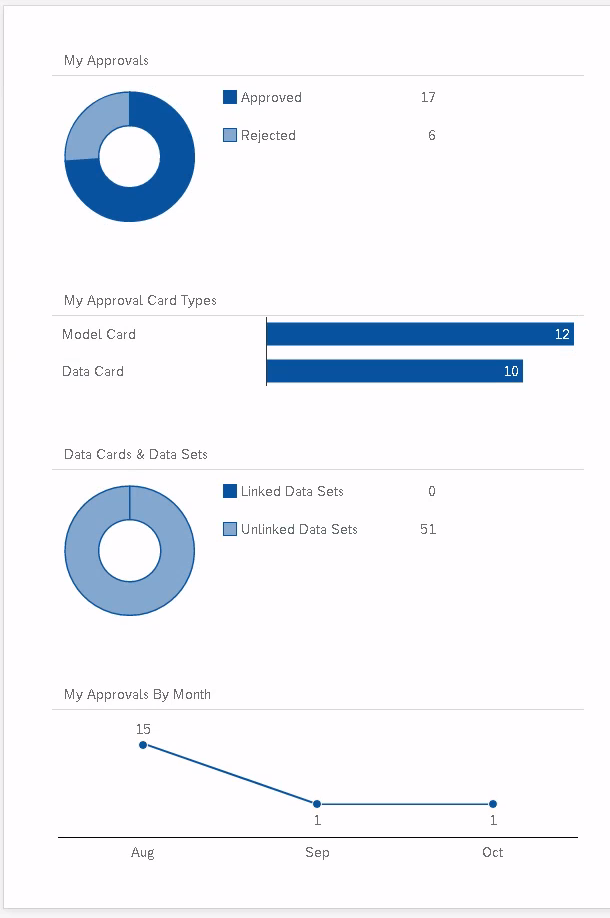 My Approvals
Approved 17
Rejected 6
My Approval Card Types
Model Card 12
Data Card 10
Data Cards & Data Sets
Linked Data Sets 0
Unlinked Data Sets 51
My Approvals By Month
15
1 1
Aug Sep Oct